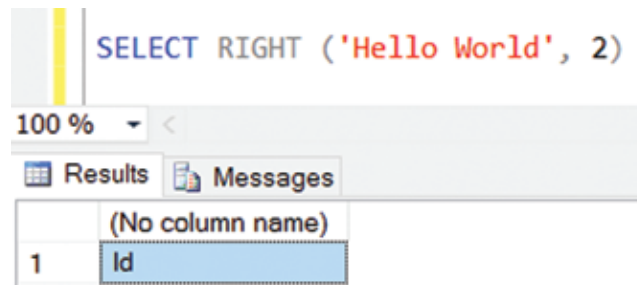 SELECT RIGHT ('Hello World', 2)
100 %
Results Messages
(No column name)
1 ld